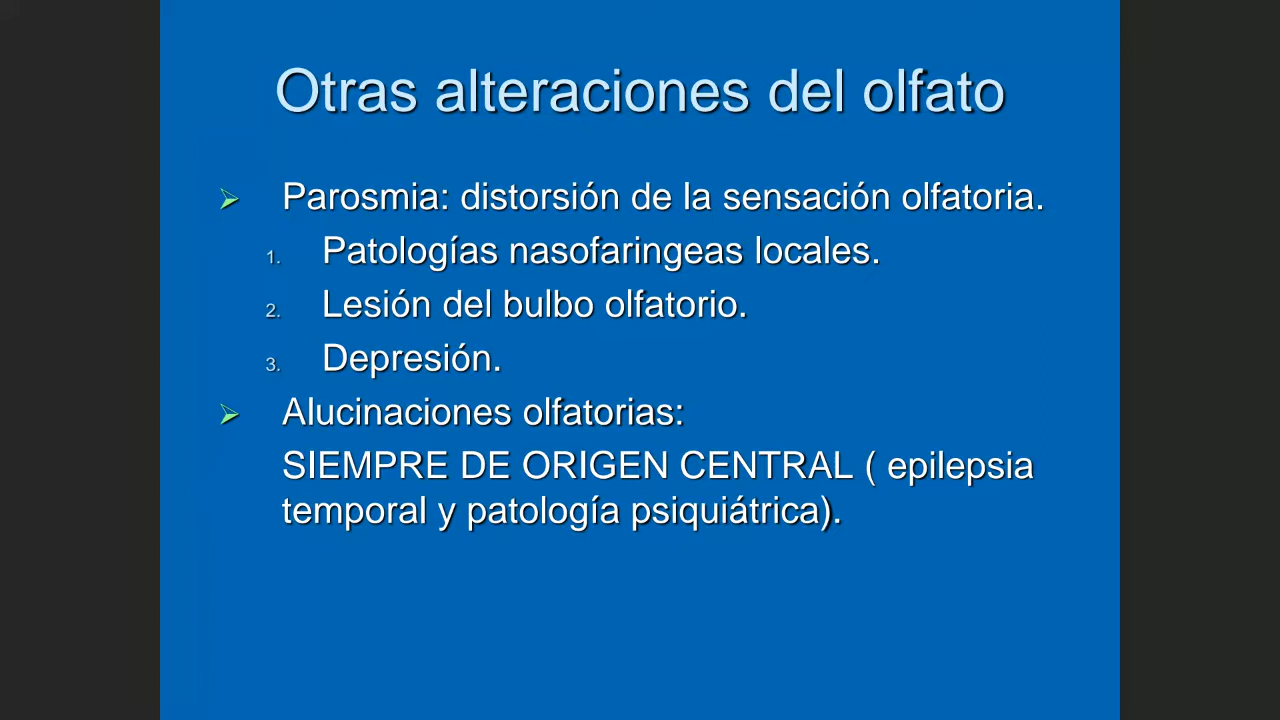 Otras alteraciones del olfato
Parosmia: distorsión de la sensación olfatoria.
1. Patologías nasofaringeas locales.
2. Lesión del bulbo olfatorio.
3. Depresión.
Alucinaciones olfatorias:
SIEMPRE DE ORIGEN CENTRAL ( epilepsia
temporal y patología psiquiátrica).